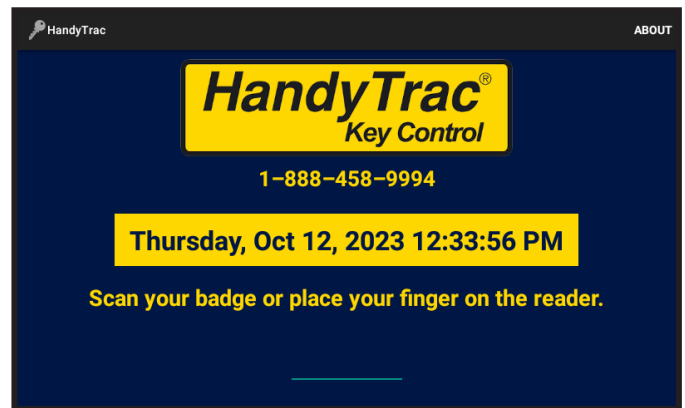 HandyTrac
ABOUT
HandyTrac®
Key Control
1–888–458–9994
Thursday, Oct 12, 2023 12:33:56 PM
Scan your badge or place your finger on the reader.